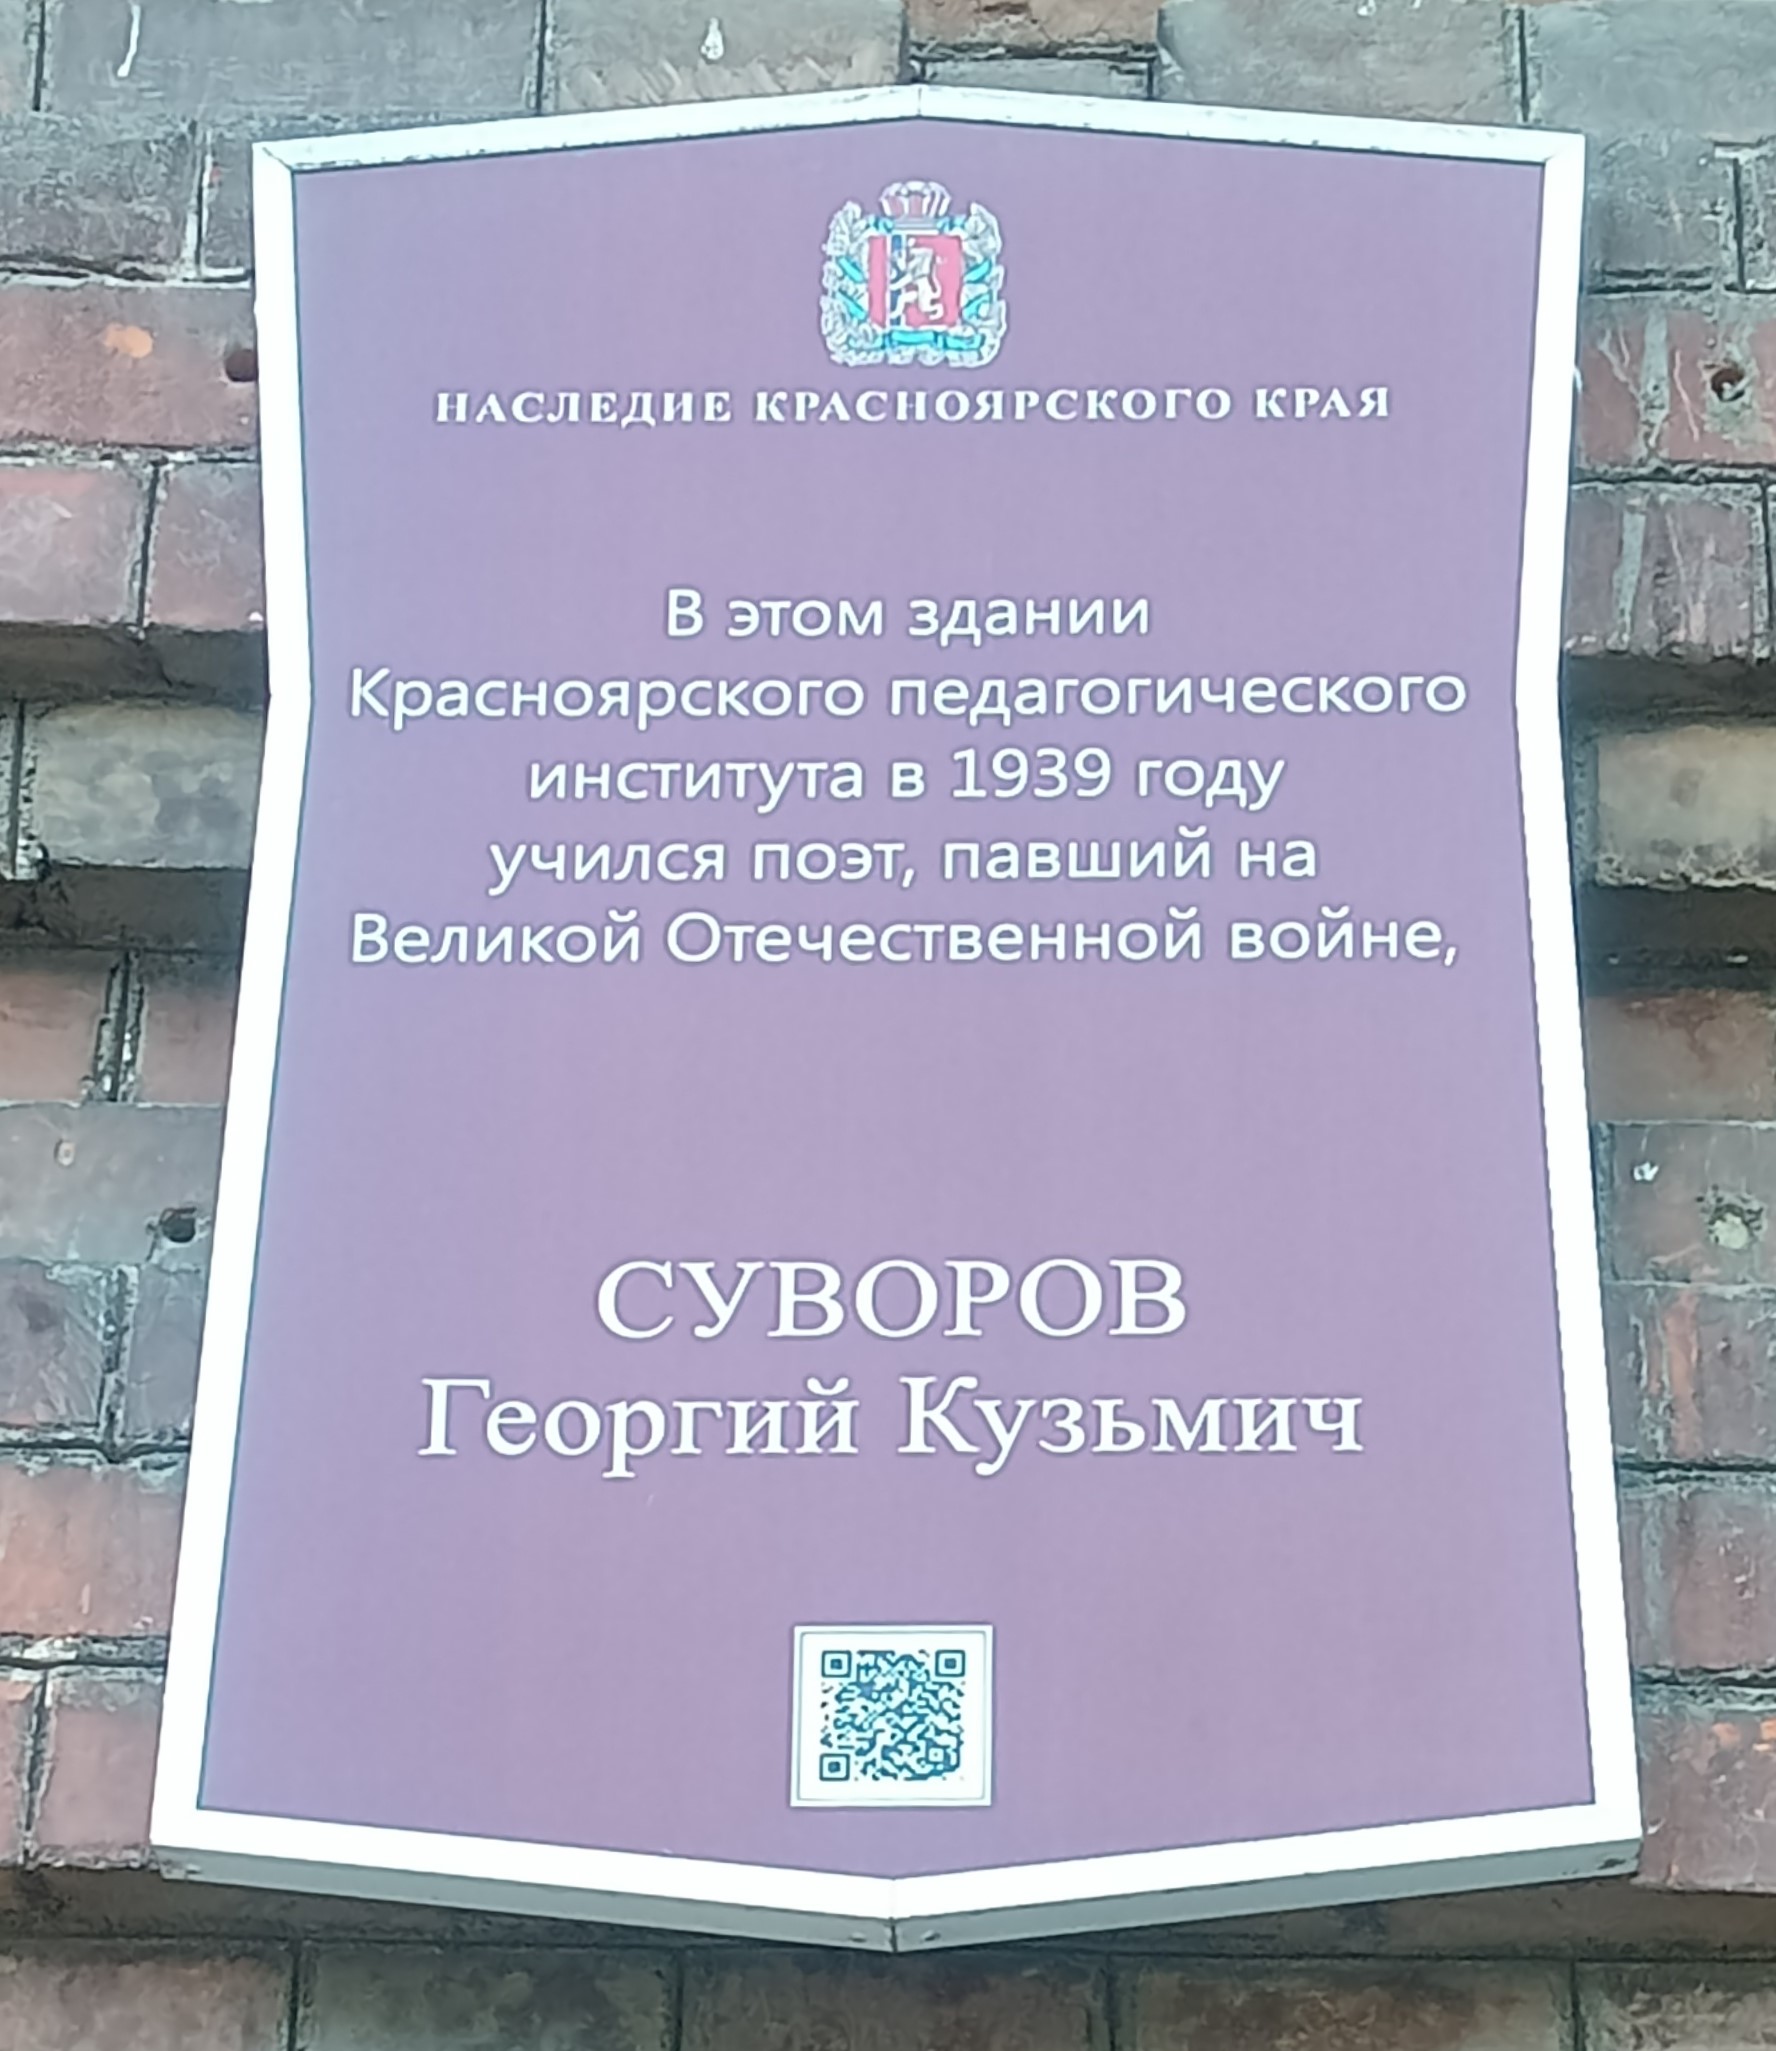 НАСЛЕДИЕ КРАСНОЯРСКОГО КРАЯ
В этом здании
Красноярского педагогического
института в 1939 году
учился поэт, павший на
Великой Отечественной войне,
СУВОРОВ
Георгий Кузьмич